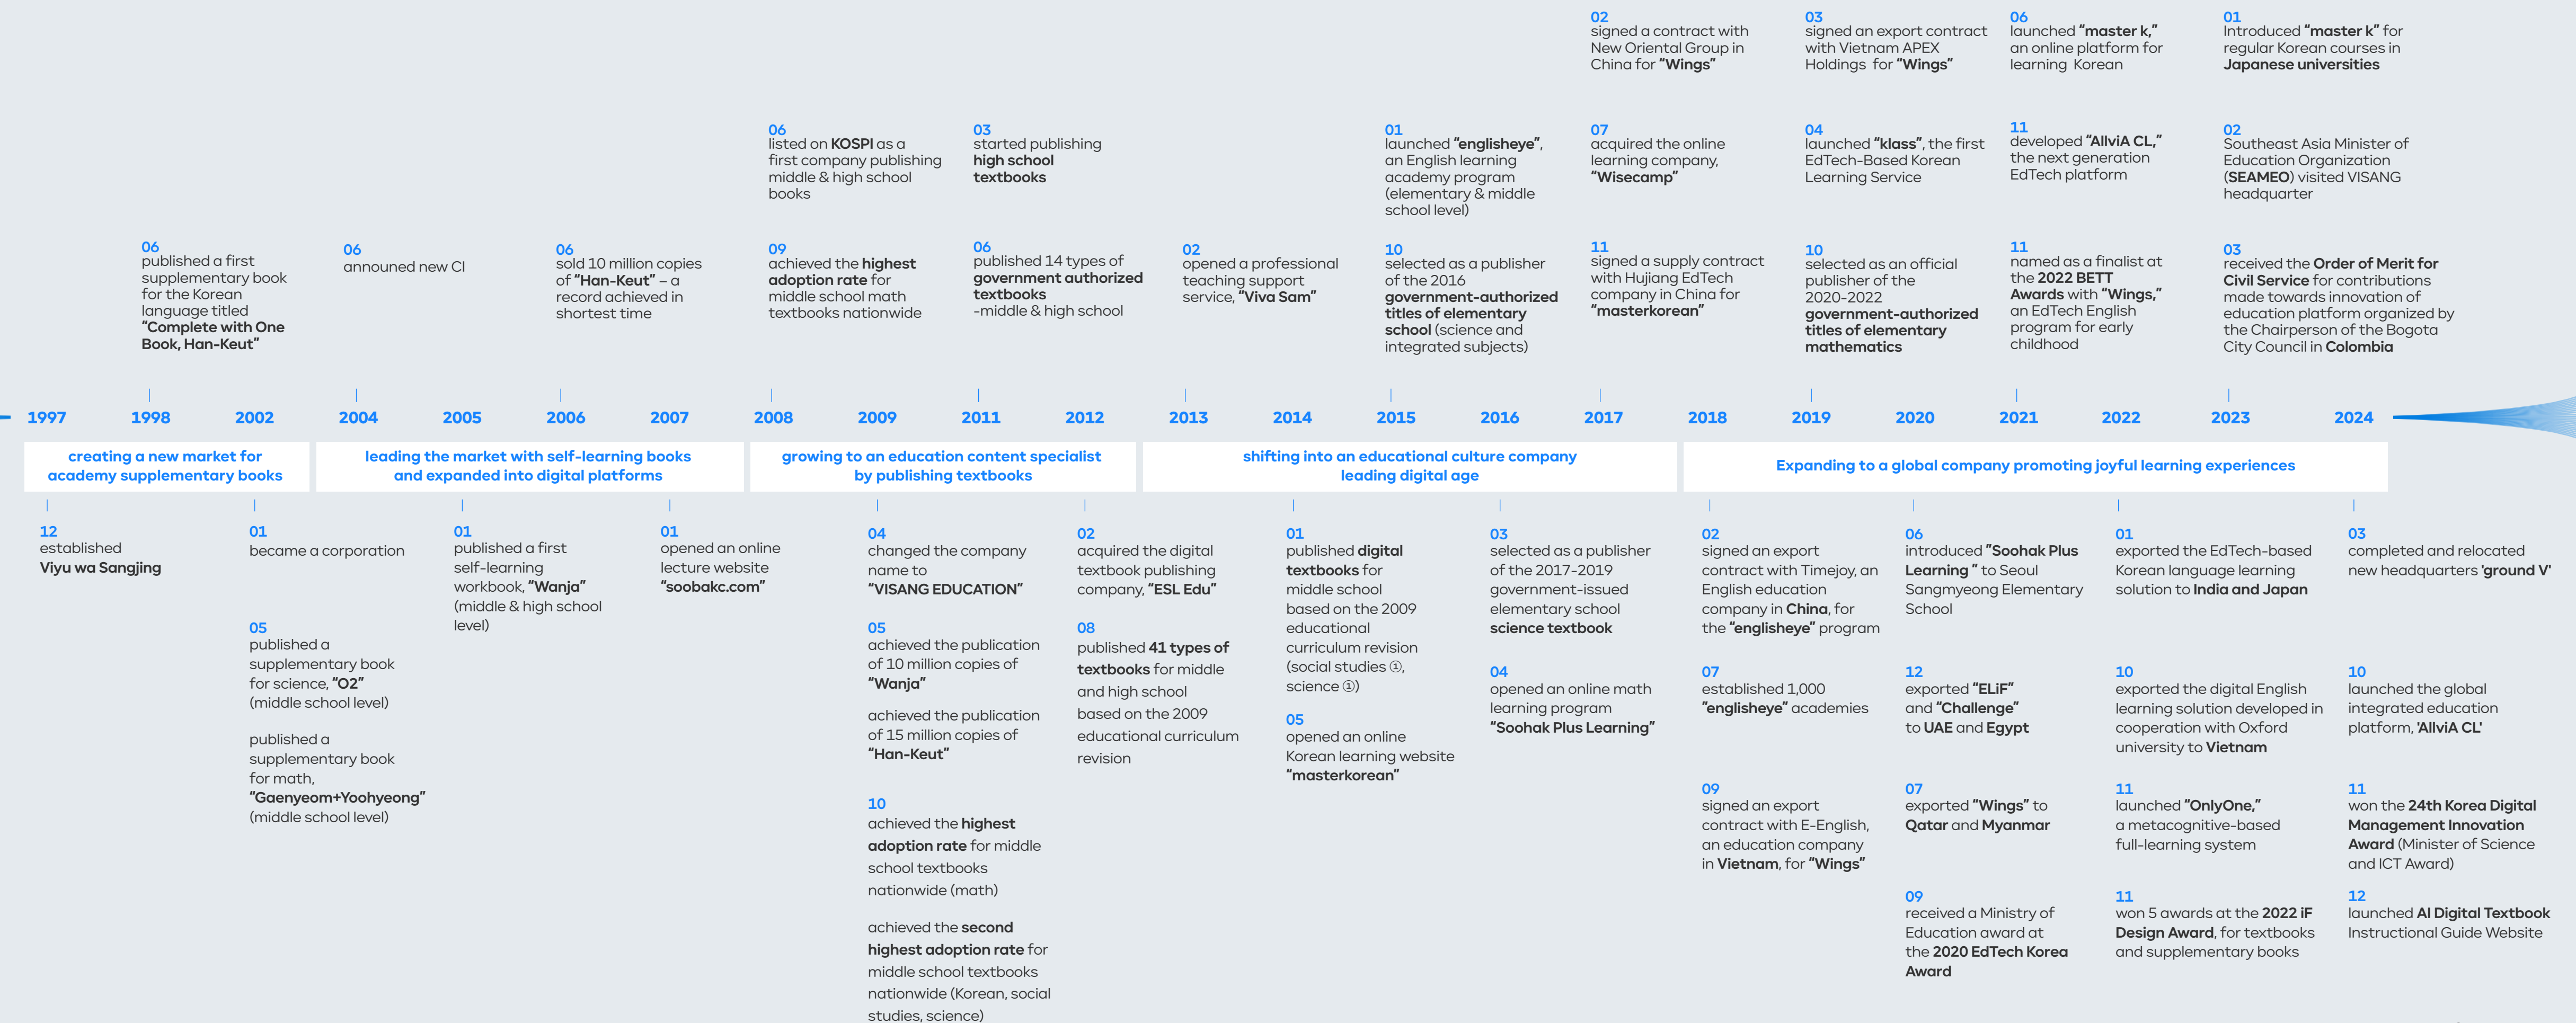 02
signed a contract with
New Oriental Group in
China for “Wings”
03
signed an export contract
with Vietnam APEX
Holdings for “Wings”
06
launched “master k,”
an online platform for
learning Korean
01
Introduced “master k” for
regular Korean courses in
Japanese universities
06
listed on KOSPI as a
first company publishing
middle & high school
books
03
started publishing
high school
textbooks
01
launched “englisheye”,
an English learning
academy program
(elementary & middle
school level)
07
acquired the online
learning company,
“Wisecamp”
04
launched “klass”, the first
EdTech-Based Korean
Learning Service
11
developed “AllviA CL,”
the next generation
EdTech platform
02
Southeast Asia Minister of
Education Organization
(SEAMEO) visited VISANG
headquarter
06
published a first
supplementary book
for the Korean
language titled
“Complete with One
Book, Han-Keut”
06
announed new CI
06
sold 10 million copies
of “Han-Keut” – a
record achieved in
shortest time
09
achieved the highest
adoption rate for
middle school math
textbooks nationwide
06
published 14 types of
government authorized
textbooks
-middle & high school
02
opened a professional
teaching support
service, “Viva Sam”
10
selected as a publisher
of the 2016
government-authorized
titles of elementary
school (science and
integrated subjects)
11
signed a supply contract
with Hujiang EdTech
company in China for
“masterkorean”
10
selected as an official
publisher of the
2020-2022
government-authorized
titles of elementary
mathematics
11
named as a finalist at
the 2022 BETT
Awards with “Wings,”
an EdTech English
program for early
childhood
03
received the Order of Merit for
Civil Service for contributions
made towards innovation of
education platform organized by
the Chairperson of the Bogota
City Council in Colombia
1997 1998 2002 2004 2005 2006 2007 2008 2009 2011 2012 2013 2014 2015 2016 2017 2018 2019 2020 2021 2022 2023 2024
creating a new market for
academy supplementary books
leading the market with self-learning books
and expanded into digital platforms
growing to an education content specialist
by publishing textbooks
shifting into an educational culture company
leading digital age
Expanding to a global company promoting joyful learning experiences
12
established
Viyu wa Sangjing
01
became a corporation
05
published a
supplementary book
for science, “O2”
(middle school level)
published a
supplementary book
for math,
“Gaenyeom+Yoohyeong”
(middle school level)
01
published a first
self-learning
workbook, “Wanja”
(middle & high school
level)
01
opened an online
lecture website
“soobakc.com”
04
changed the company
name to
“VISANG EDUCATION”
05
achieved the publication
of 10 million copies of
“Wanja”
achieved the publication
of 15 million copies of
“Han-Keut”
10
achieved the highest
adoption rate for middle
school textbooks
nationwide (math)
achieved the second
highest adoption rate for
middle school textbooks
nationwide (Korean, social
studies, science)
02
acquired the digital
textbook publishing
company, “ESL Edu”
08
published 41 types of
textbooks for middle
and high school
based on the 2009
educational curriculum
revision
01
published digital
textbooks for
middle school
based on the 2009
educational
curriculum revision
(social studies ①,
science ①)
05
opened an online
Korean learning website
“masterkorean”
03
selected as a publisher
of the 2017-2019
government-issued
elementary school
science textbook
04
opened an online math
learning program
“Soohak Plus Learning”
02
signed an export
contract with Timejoy, an
English education
company in China, for
the “englisheye” program
07
established 1,000
”englisheye” academies
09
signed an export
contract with E-English,
an education company
in Vietnam, for “Wings”
06
introduced ”Soohak Plus
Learning ” to Seoul
Sangmyeong Elementary
School
12
exported “ELiF”
and “Challenge”
to UAE and Egypt
07
exported “Wings” to
Qatar and Myanmar
09
received a Ministry of
Education award at
the 2020 EdTech Korea
Award
01
exported the EdTech-based
Korean language learning
solution to India and Japan
10
exported the digital English
learning solution developed in
cooperation with Oxford
university to Vietnam
11
launched “OnlyOne,”
a metacognitive-based
full-learning system
11
won 5 awards at the 2022 iF
Design Award, for textbooks
and supplementary books
03
completed and relocated
new headquarters 'ground V'
10
launched the global
integrated education
platform, 'AllviA CL'
11
won the 24th Korea Digital
Management Innovation
Award (Minister of Science
and ICT Award)
12
launched AI Digital Textbook
Instructional Guide Website